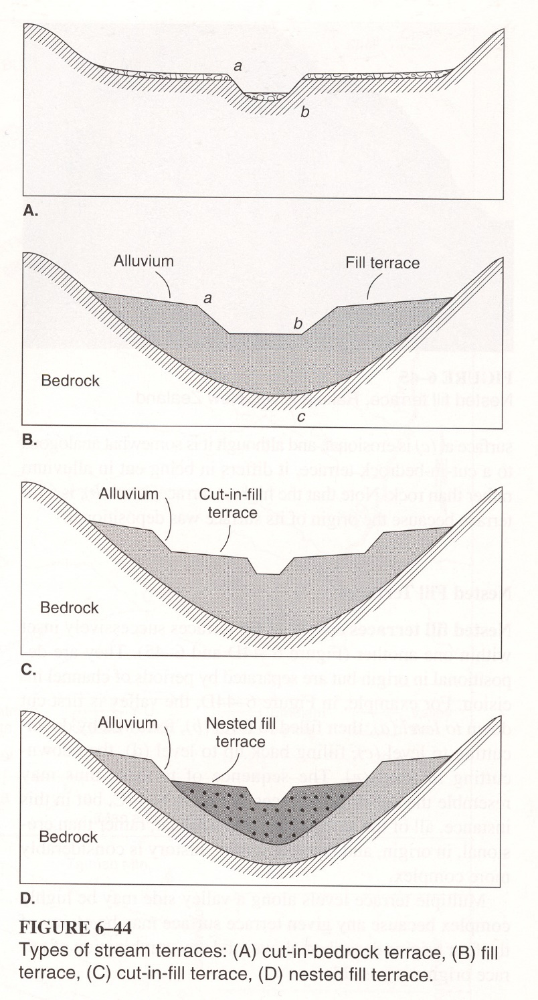 a
b
A.
Alluvium
Fill terrace
a
b
Bedrock
c
B.
Alluvium
Cut-in-fill
terrace
Bedrock
C.
Alluvium
Nested fill
terrace
Bedrock
D.
FIGURE 6–44
Types of stream terraces: (A) cut-in-bedrock terrace, (B) fill
terrace, (C) cut-in-fill terrace, (D) nested fill terrace.